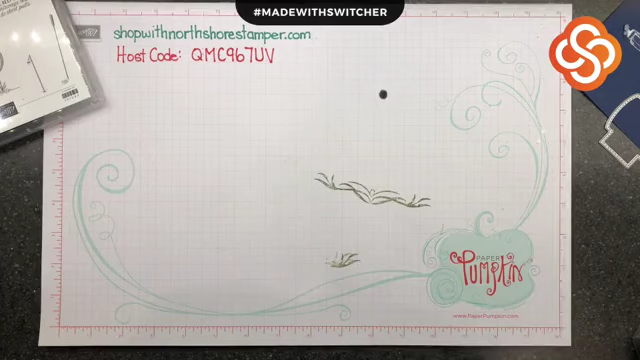 #MADEWITHSWITCHER
shopwithnorthshorestamper.com
Host Code: QMC967UV
PAPER
Pumpkin
www.PaperPumpkin.com